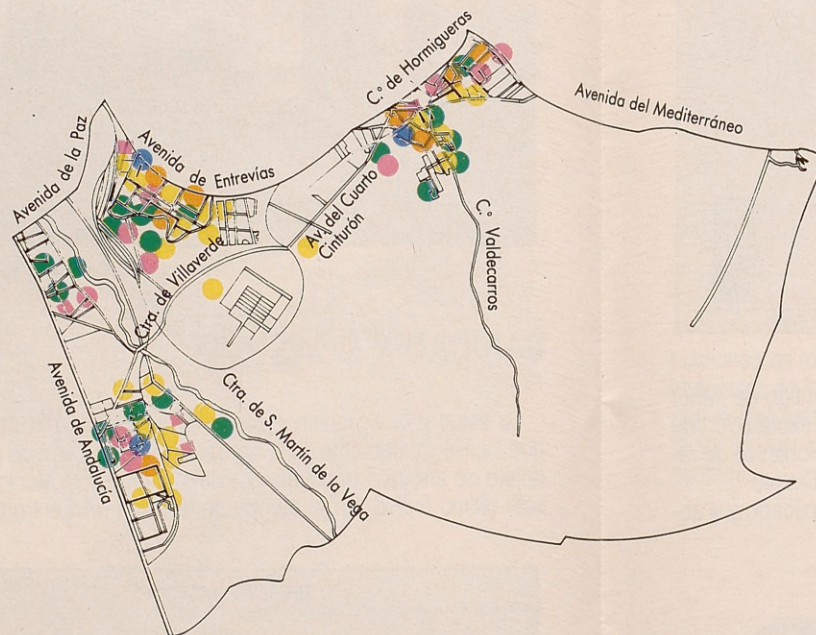 C.º de Hormigueras
Avenida del Mediterráneo
Avenida de la Paz
Avenida de Entrevías
Av. del Cuarto
Cinturón
C.º Valdecarros
Ctra. de Villaverde
Avenida de Andalucía
Ctra. de S. Martín de la Vega